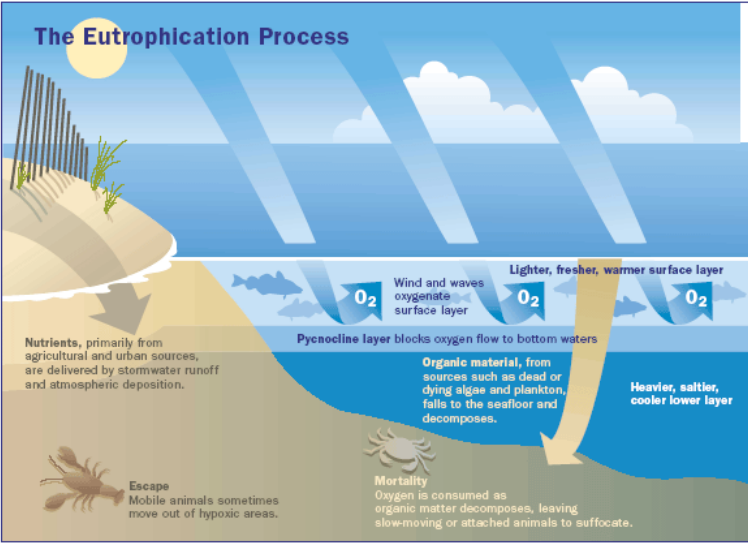 The Eutrophication Process
Lighter, fresher, warmer surface layer
Wind and waves
oxygenate
surface layer
O2
O2
O2
Pycnocline layer blocks oxygen flow to bottom waters
Nutrients, primarily from
agricultural and urban sources,
are delivered by stormwater runoff
and atmospheric deposition.
Organic material, from
sources such as dead or
dying algae and plankton,
falls to the seafloor and
decomposes.
Heavier, saltier,
cooler lower layer
Escape
Mobile animals sometimes
move out of hypoxic areas.
Mortality
Oxygen is consumed as
organic matter decomposes, leaving
slow-moving or attached animals to suffocate.